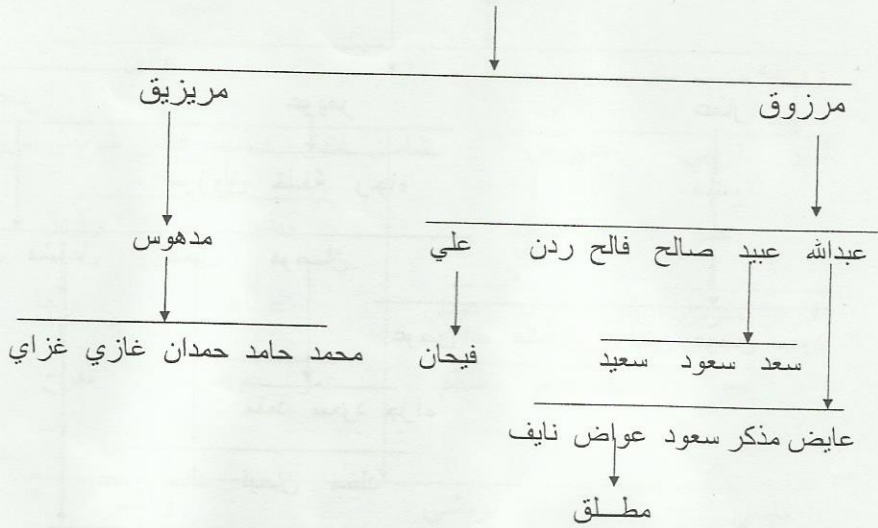 مرزوق مريزيق
عبدالله عبيد صالح فالح ردن علي مدهوس
سعد سعود سعيد فيحان محمد حامد حمدان غازي غزاي
عايض مذكر سعود عواض نايف
مطلق